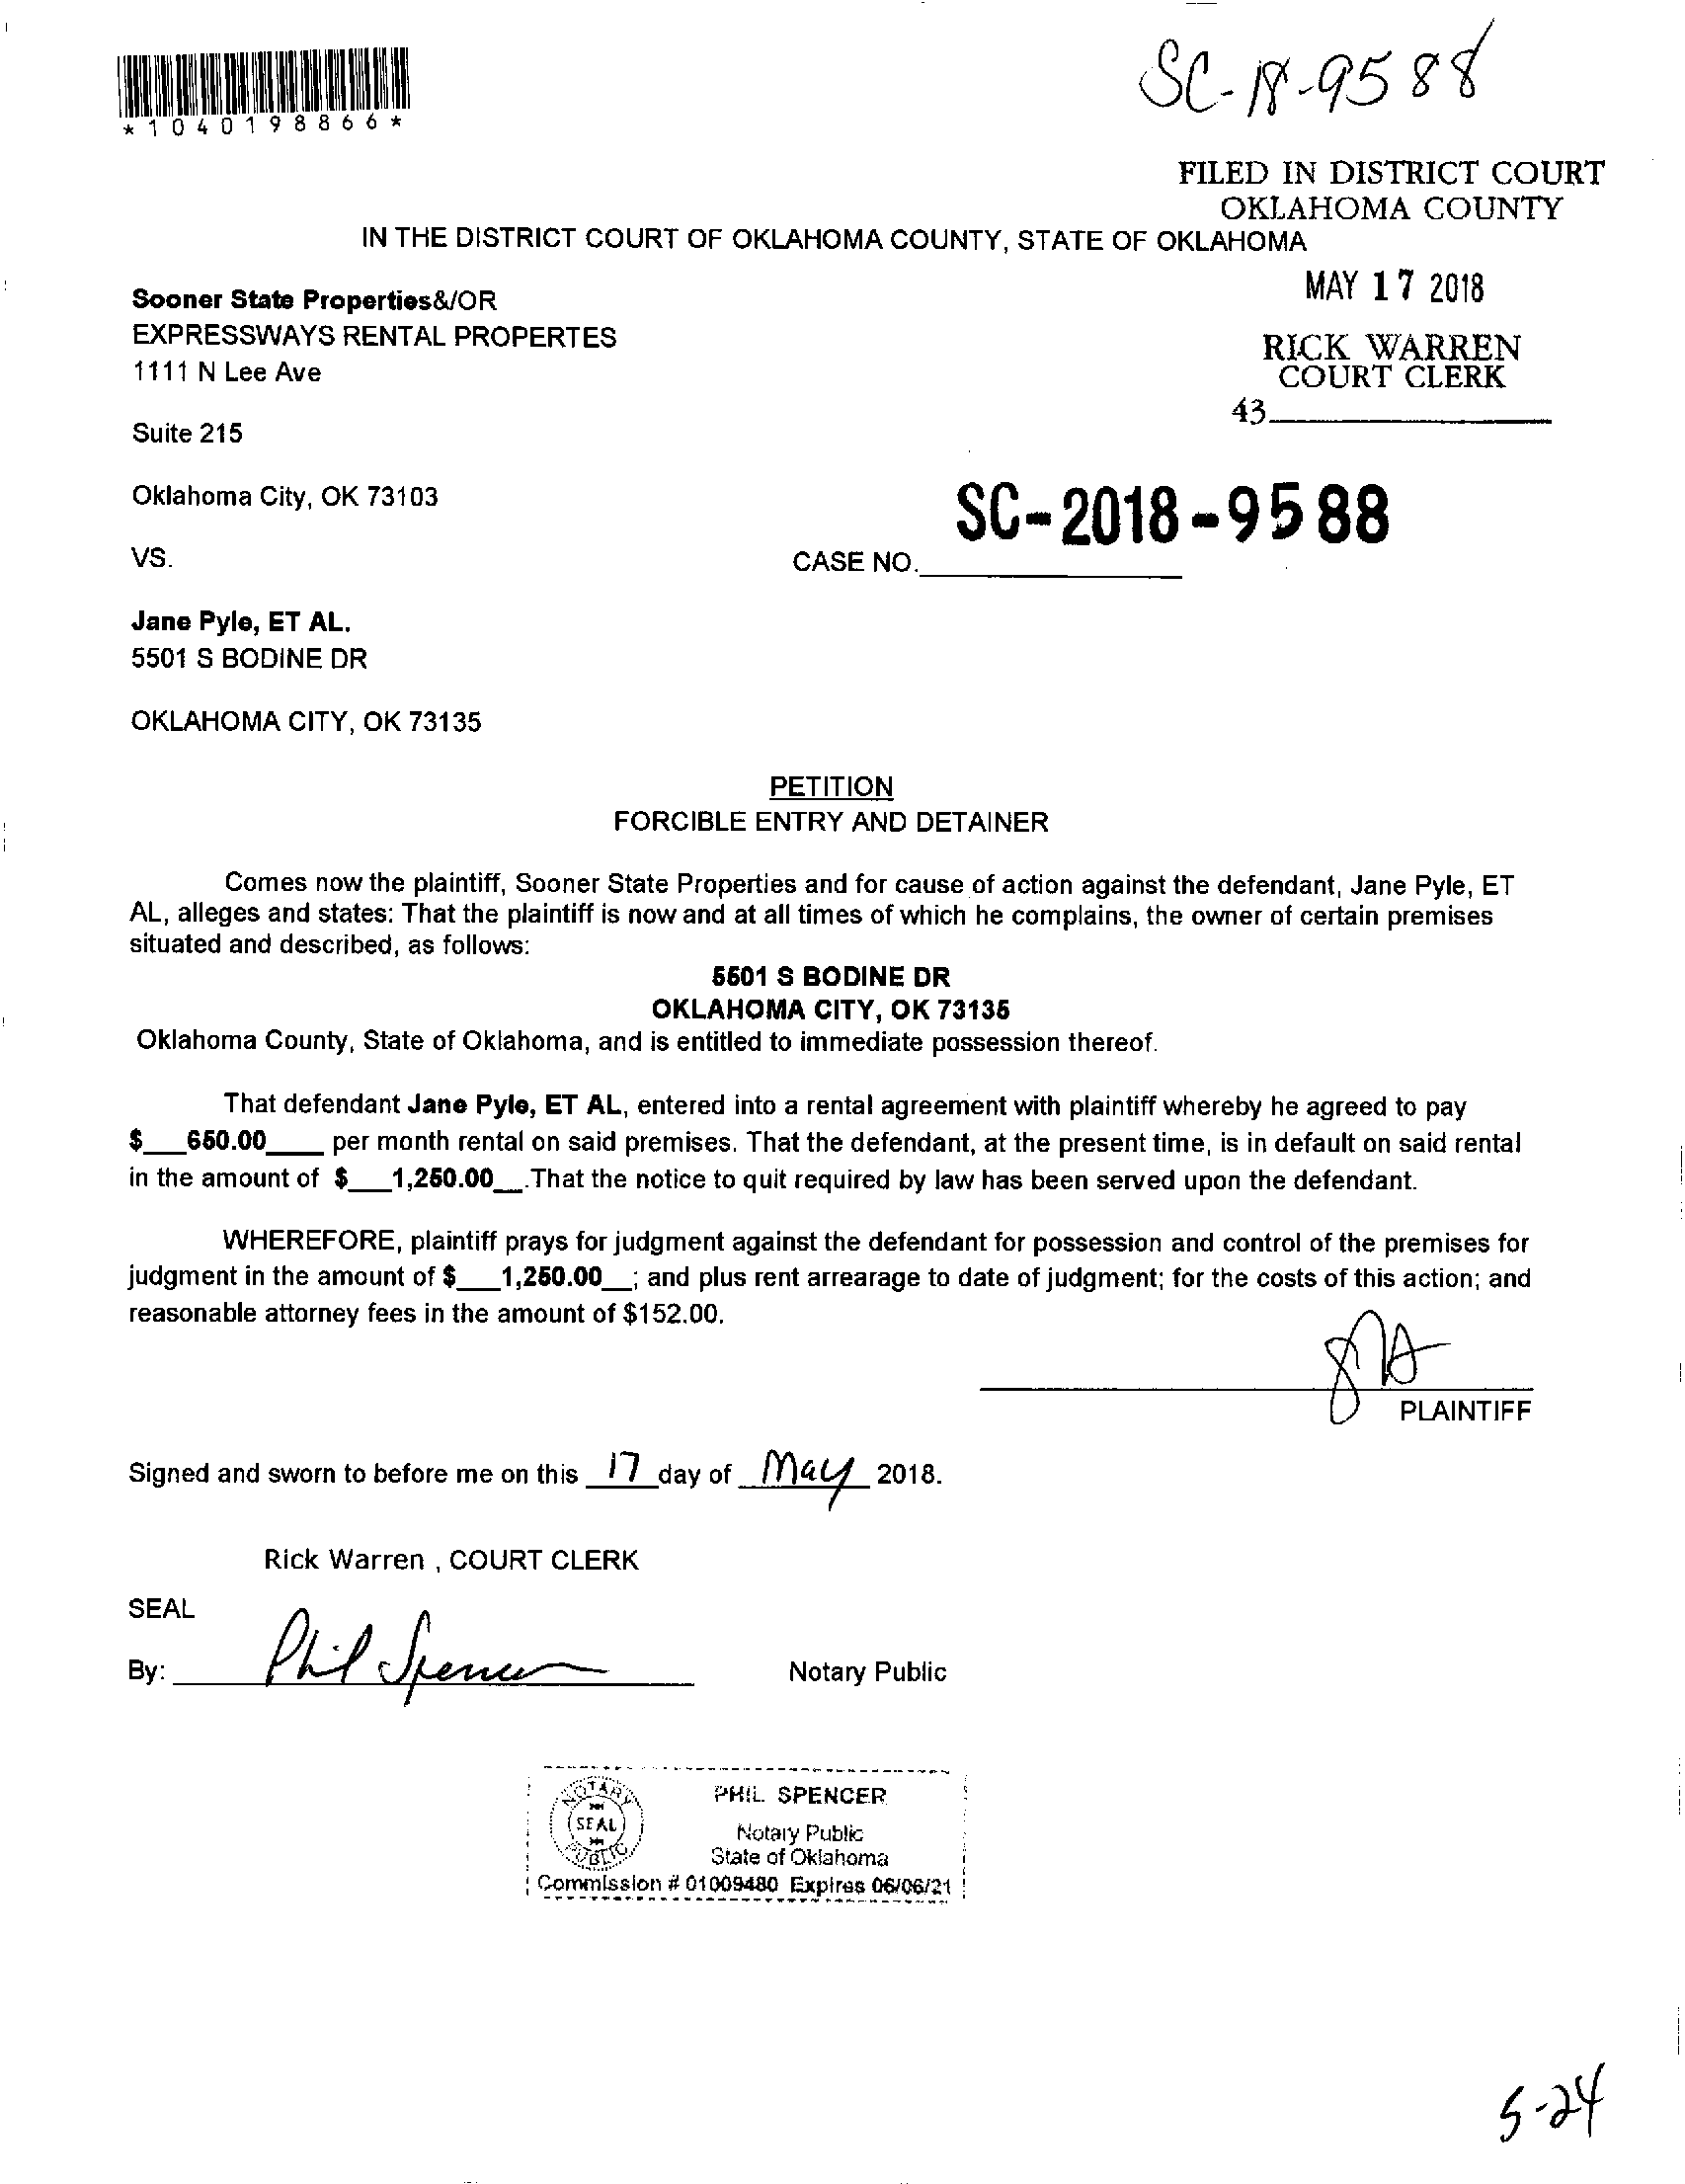 SC-18-9588
*1040198866*
FILED IN DISTRICT COURT
OKLAHOMA COUNTY
IN THE DISTRICT COURT OF OKLAHOMA COUNTY, STATE OF OKLAHOMA
MAY 17 2018
Sooner State Properties&/OR
EXPRESSWAYS RENTAL PROPERTES
RICK WARREN
1111 N Lee Ave
COURT CLERK
43
Suite 215
Oklahoma City, OK 73103
SC-2018-9588
VS.
CASE NO.
Jane Pyle, ET AL.
5501 S BODINE DR
OKLAHOMA CITY, OK 73135
PETITION
FORCIBLE ENTRY AND DETAINER
Comes now the plaintiff, Sooner State Properties and for cause of action against the defendant, Jane Pyle, ET
AL, alleges and states: That the plaintiff is now and at all times of which he complains, the owner of certain premises
situated and described, as follows:
5501 S BODINE DR
OKLAHOMA CITY, OK 73135
Oklahoma County, State of Oklahoma, and is entitled to immediate possession thereof.
That defendant Jane Pyle, ET AL, entered into a rental agreement with plaintiff whereby he agreed to pay
$___650.00____ per month rental on said premises. That the defendant, at the present time, is in default on said rental
in the amount of $___1,250.00__.That the notice to quit required by law has been served upon the defendant.
WHEREFORE, plaintiff prays for judgment against the defendant for possession and control of the premises for
judgment in the amount of $___1,250.00__; and plus rent arrearage to date of judgment; for the costs of this action; and
reasonable attorney fees in the amount of $152.00.
PLAINTIFF
Signed and sworn to before me on this 17 day of May 2018.
Rick Warren , COURT CLERK
SEAL
By: Phil Spencer Notary Public
NOTARY SEAL PUBLIC
PHIL SPENCER
Notary Public
State of Oklahoma
Commission # 01009480 Expires 06/06/21
5-24